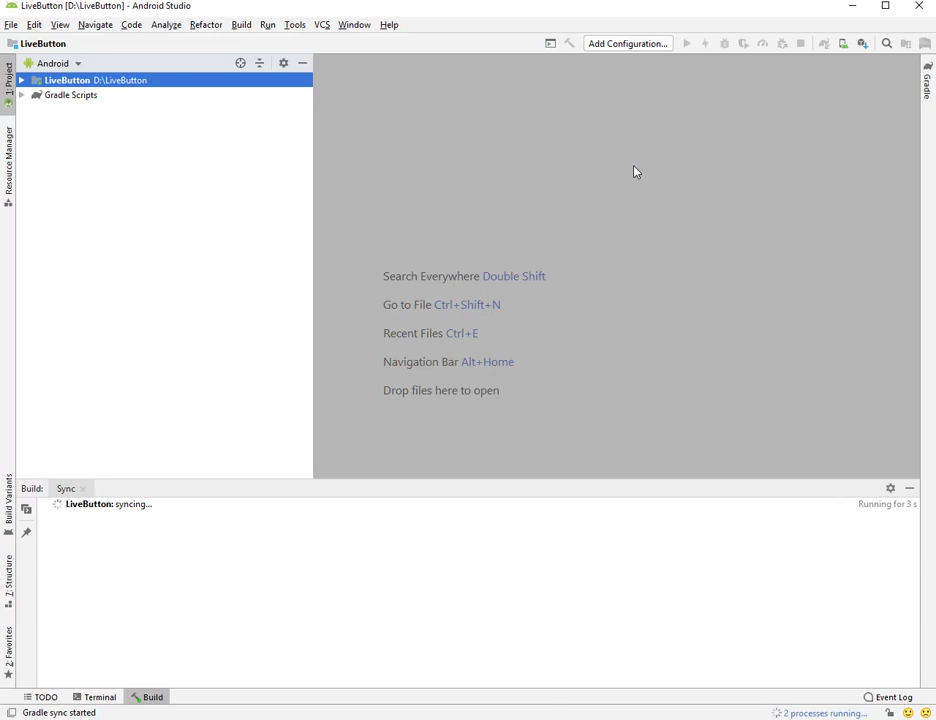 LiveButton [D:\LiveButton] - Android Studio
File Edit View Navigate Code Analyze Refactor Build Run Tools VCS Window Help
LiveButton
Add Configuration...
1: Project
Resource Manager
Build Variants
7: Structure
2: Favorites
Android
LiveButton D:\LiveButton
Gradle Scripts
Search Everywhere Double Shift
Go to File Ctrl+Shift+N
Recent Files Ctrl+E
Navigation Bar Alt+Home
Drop files here to open
Gradle
Build: Sync
LiveButton: syncing... Running for 3 s
TODO Terminal Build Event Log
Gradle sync started 2 processes running...